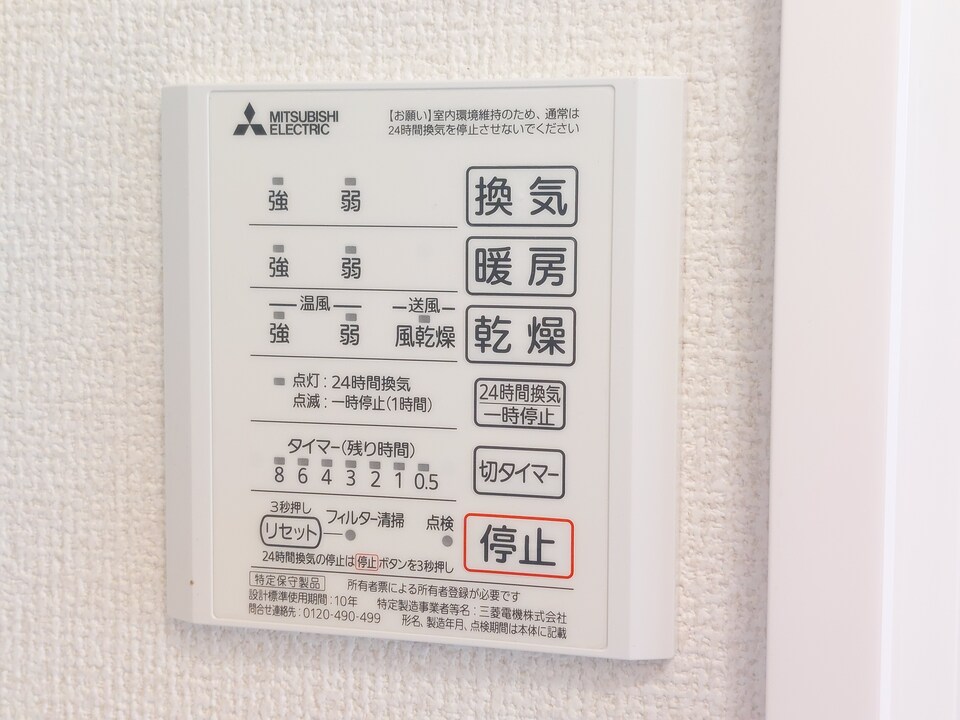 MITSUBISHI
ELECTRIC
【お願い】室内環境維持のため、通常は
24時間換気を停止させないでください
強 弱 換気
強 弱 暖房
温風 送風
強 弱 風乾燥 乾燥
点灯：24時間換気
点滅：一時停止(1時間)
24時間換気
一時停止
タイマー(残り時間)
8 6 4 3 2 1 0.5
切タイマー
3秒押し
リセット フィルター清掃 点検
停止
24時間換気の停止は停止ボタンを3秒押し
特定保守製品 所有者票による所有者登録が必要です
設計標準使用期間：10年 特定製造事業者等名：三菱電機株式会社
問合せ連絡先：0120-490-499 形名、製造年月、点検期間は本体に記載